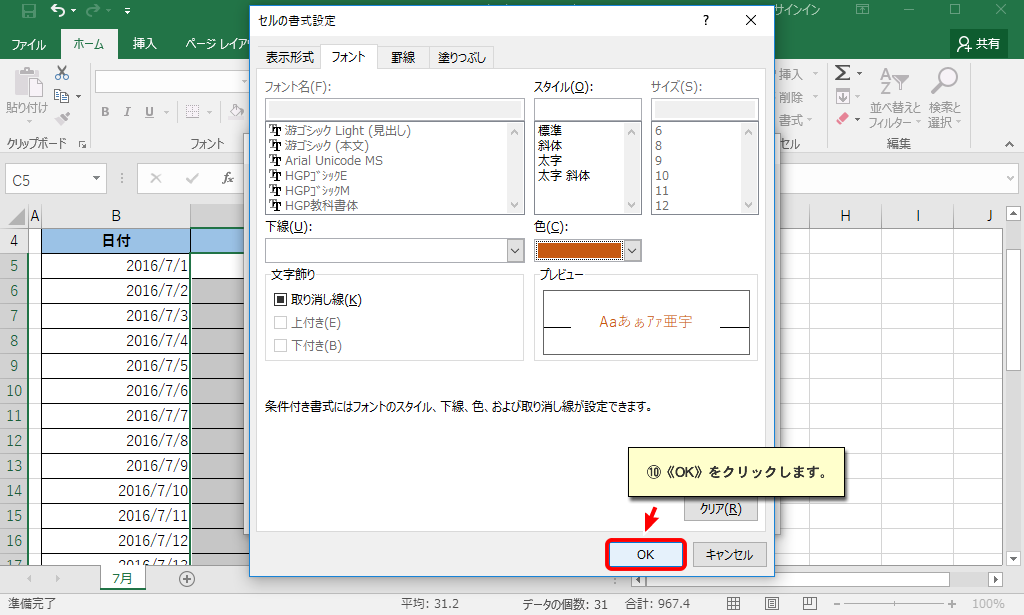 サインイン
ファイル
ホーム
挿入
ページ レイア
共有
貼り付け
クリップボード
B I U
フォント
挿入
削除
書式
セル
並べ替えと
フィルター
検索と
選択
編集
C5
fx
A B H I J
4 日付
5 2016/7/1
6 2016/7/2
7 2016/7/3
8 2016/7/4
9 2016/7/5
10 2016/7/6
11 2016/7/7
12 2016/7/8
13 2016/7/9
14 2016/7/10
15 2016/7/11
16 2016/7/12
17 2016/7/13
セルの書式設定
?
表示形式 フォント 罫線 塗りつぶし
フォント名(F):
游ゴシック Light (見出し)
游ゴシック (本文)
Arial Unicode MS
HGPｺﾞｼｯｸE
HGPｺﾞｼｯｸM
HGP教科書体
スタイル(O):
標準
斜体
太字
太字 斜体
サイズ(S):
6
8
9
10
11
12
下線(U):
色(C):
文字飾り
取り消し線(K)
上付き(E)
下付き(B)
プレビュー
Aaあぁアァ亜宇
条件付き書式にはフォントのスタイル、下線、色、および取り消し線が設定できます。
⑩《OK》をクリックします。
クリア(R)
OK
キャンセル
7月
準備完了
平均: 31.2
データの個数: 31
合計: 967.4
100%